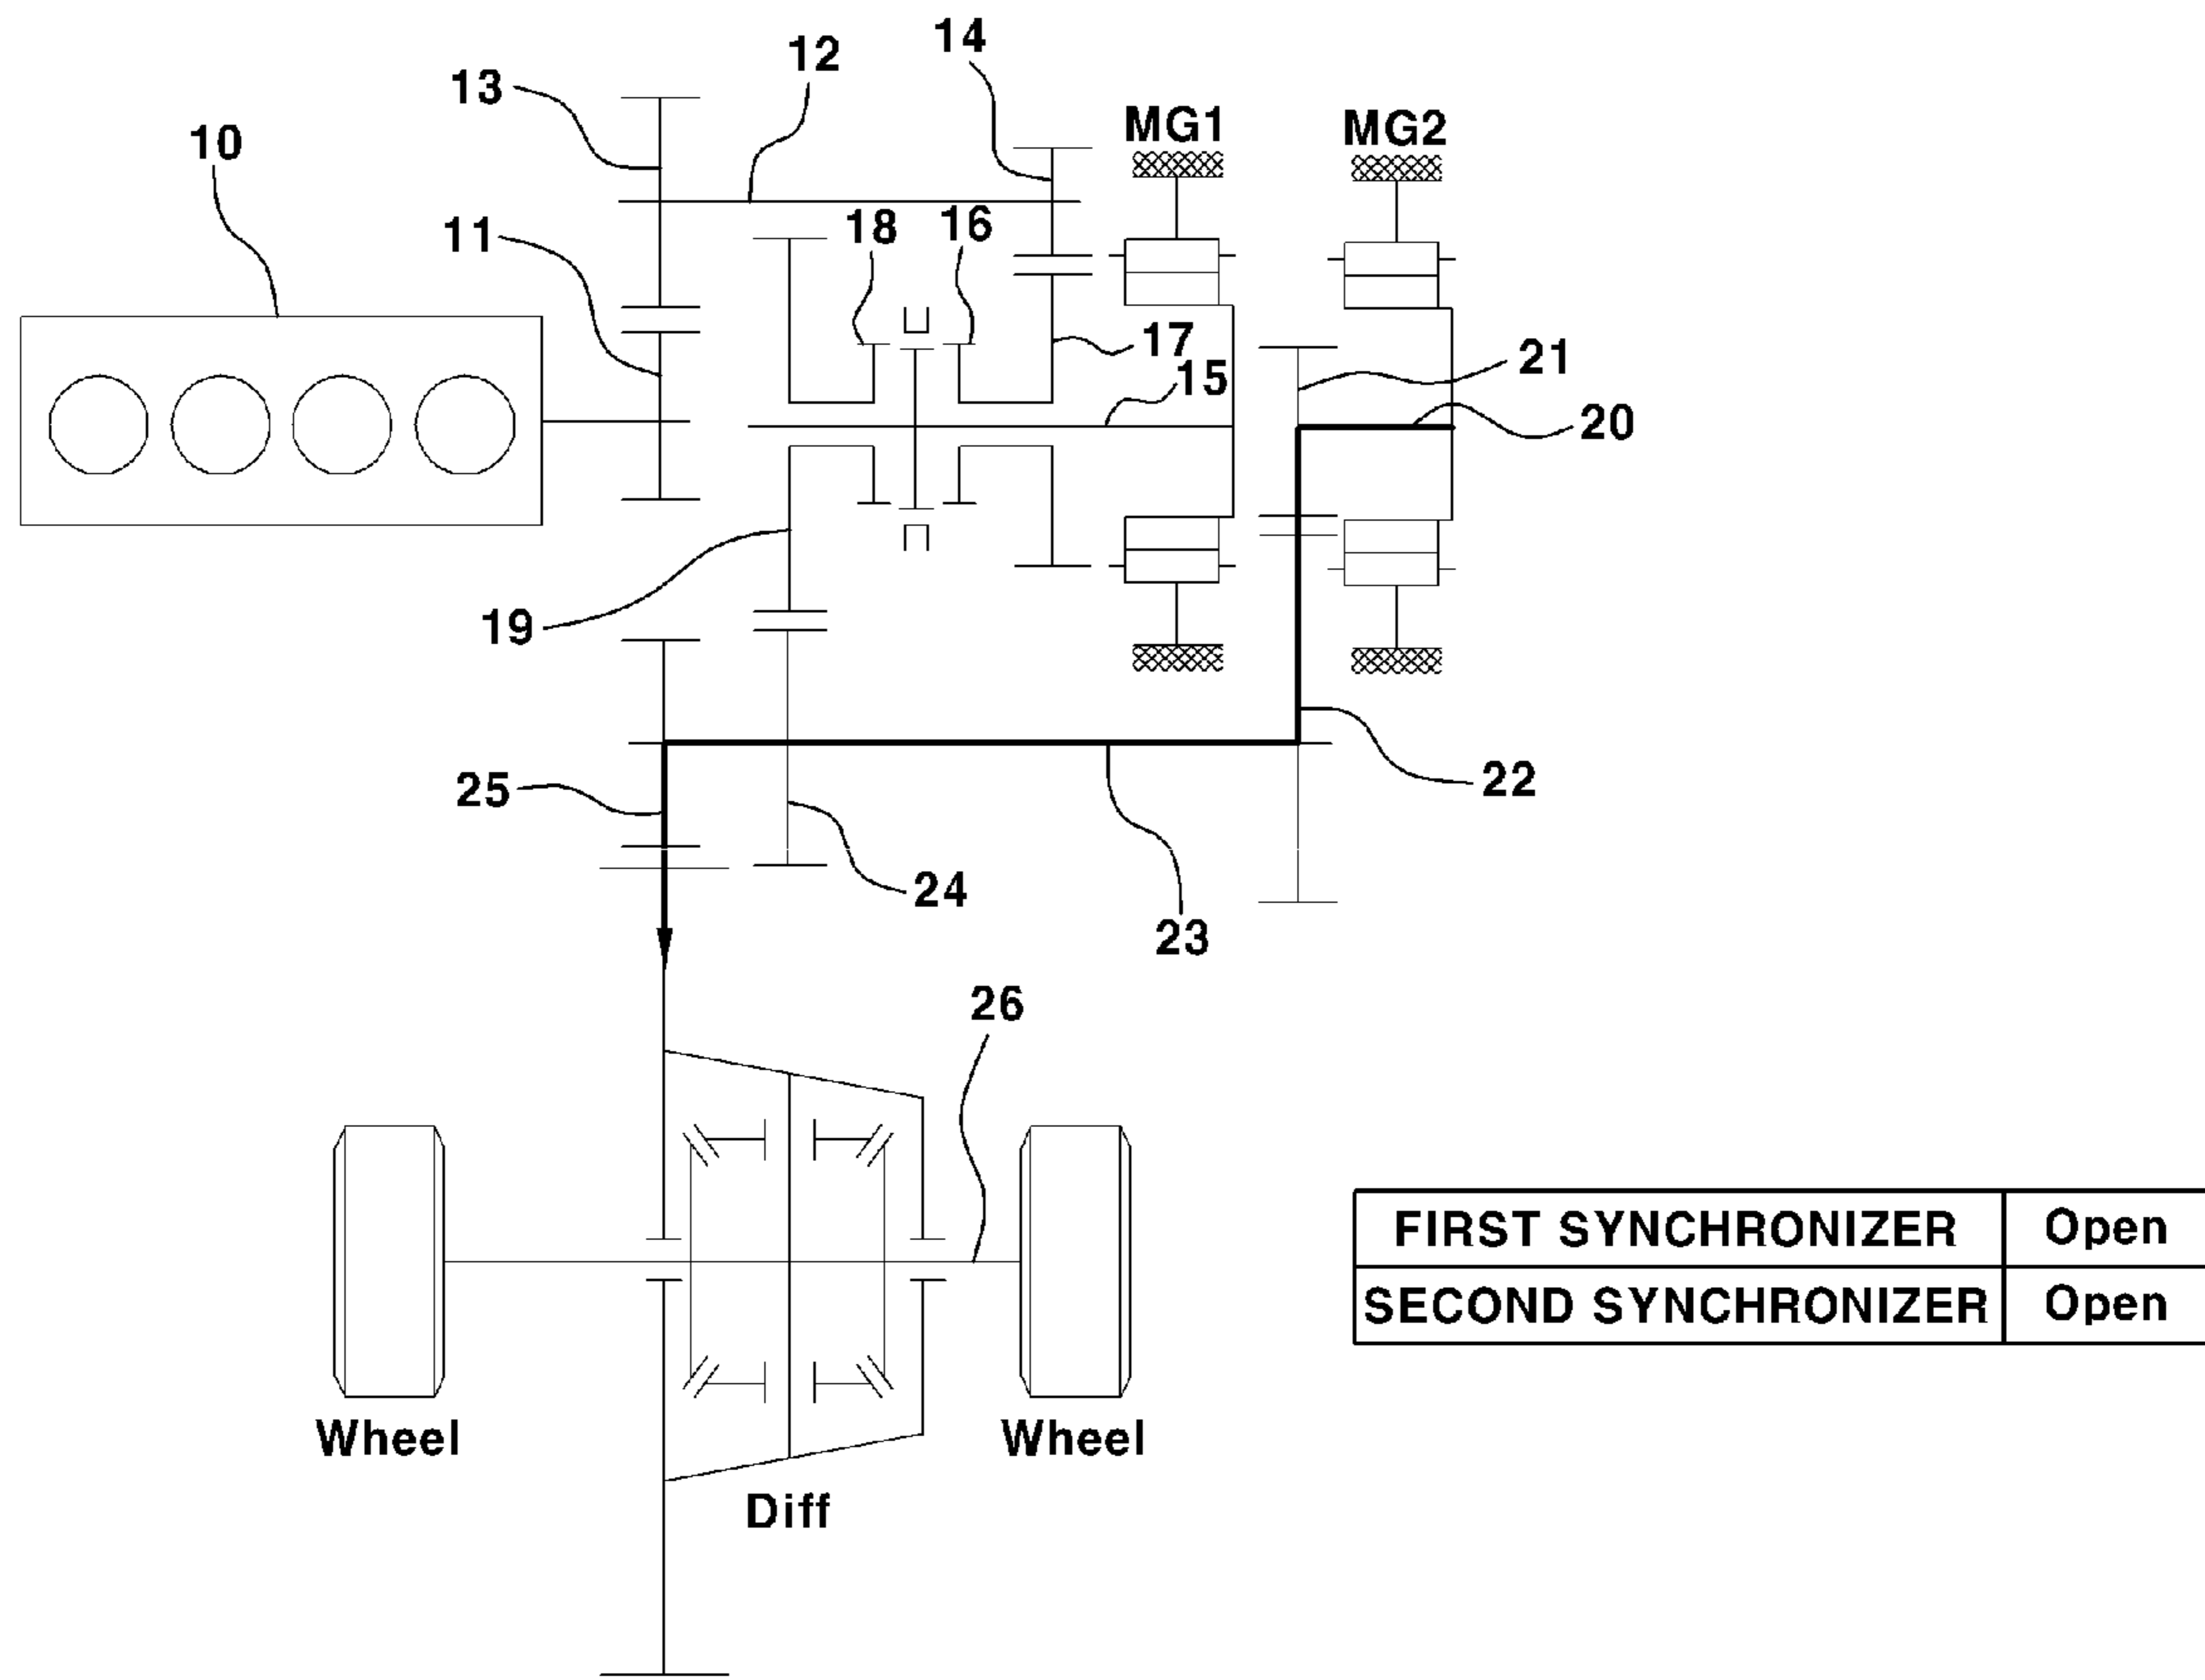 14
12
13
MG1
MG2
10
18
16
11
17
15
21
20
19
25
22
24
23
26
FIRST SYNCHRONIZER Open
SECOND SYNCHRONIZER Open
Wheel
Wheel
Diff